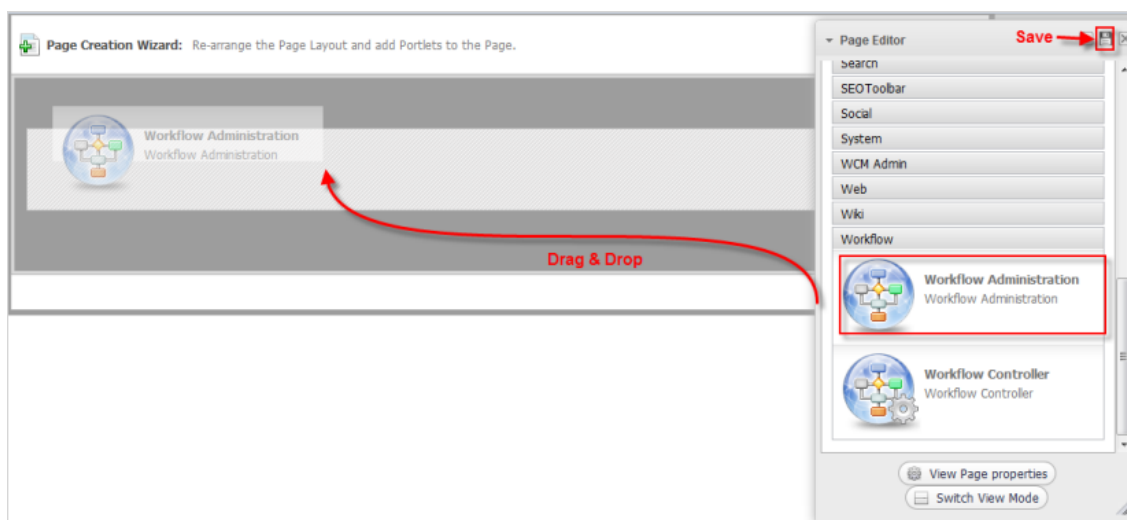 Page Creation Wizard: Re-arrange the Page Layout and add Portlets to the Page.
Workflow Administration
Workflow Administration
Drag & Drop
Page Editor
Save
Search
SEOToolbar
Social
System
WCM Admin
Web
Wiki
Workflow
Workflow Administration
Workflow Administration
Workflow Controller
Workflow Controller
View Page properties
Switch View Mode